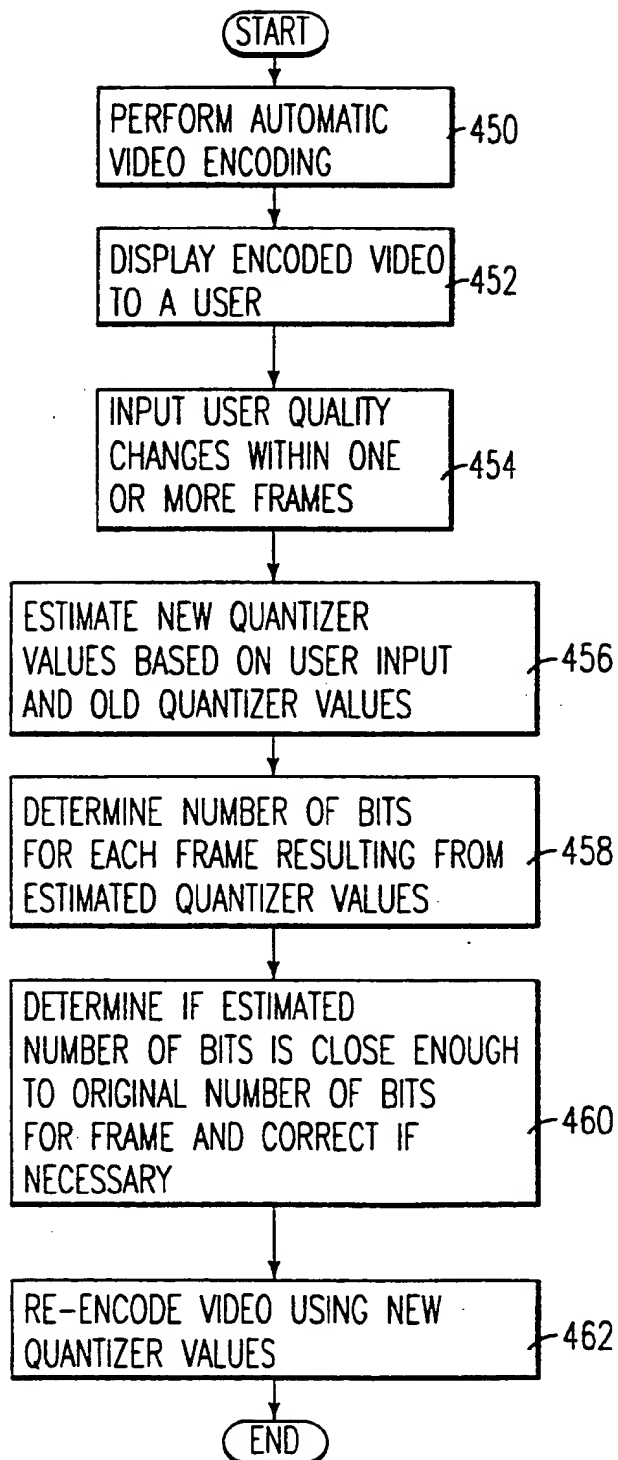 START
PERFORM AUTOMATIC
VIDEO ENCODING
450
DISPLAY ENCODED VIDEO
TO A USER
452
INPUT USER QUALITY
CHANGES WITHIN ONE
OR MORE FRAMES
454
ESTIMATE NEW QUANTIZER
VALUES BASED ON USER INPUT
AND OLD QUANTIZER VALUES
456
DETERMINE NUMBER OF BITS
FOR EACH FRAME RESULTING FROM
ESTIMATED QUANTIZER VALUES
458
DETERMINE IF ESTIMATED
NUMBER OF BITS IS CLOSE ENOUGH
TO ORIGINAL NUMBER OF BITS
FOR FRAME AND CORRECT IF
NECESSARY
460
RE-ENCODE VIDEO USING NEW
QUANTIZER VALUES
462
END